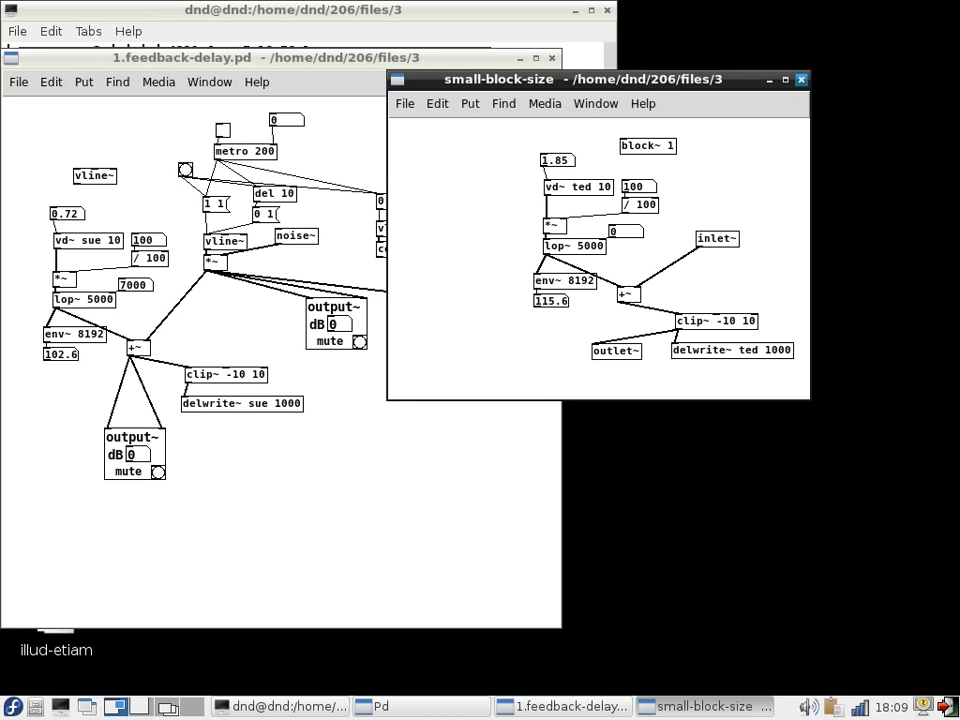 dnd@dnd:/home/dnd/206/files/3
File Edit Tabs Help
1.feedback-delay.pd - /home/dnd/206/files/3
File Edit Put Find Media Window Help
0
metro 200
vline~
del 10
1 1
0 1
0
0.72
vd~ sue 10
100
/ 100
vline~
noise~
*~
*~
7000
lop~ 5000
env~ 8192
102.6
+~
output~
dB 0
mute
clip~ -10 10
delwrite~ sue 1000
output~
dB 0
mute
small-block-size - /home/dnd/206/files/3
File Edit Put Find Media Window Help
block~ 1
1.85
vd~ ted 10
100
/ 100
*~
0
lop~ 5000
inlet~
env~ 8192
115.6
+~
clip~ -10 10
outlet~
delwrite~ ted 1000
illud-etiam
dnd@dnd:/home/...
Pd
1.feedback-delay...
small-block-size ...
18:09